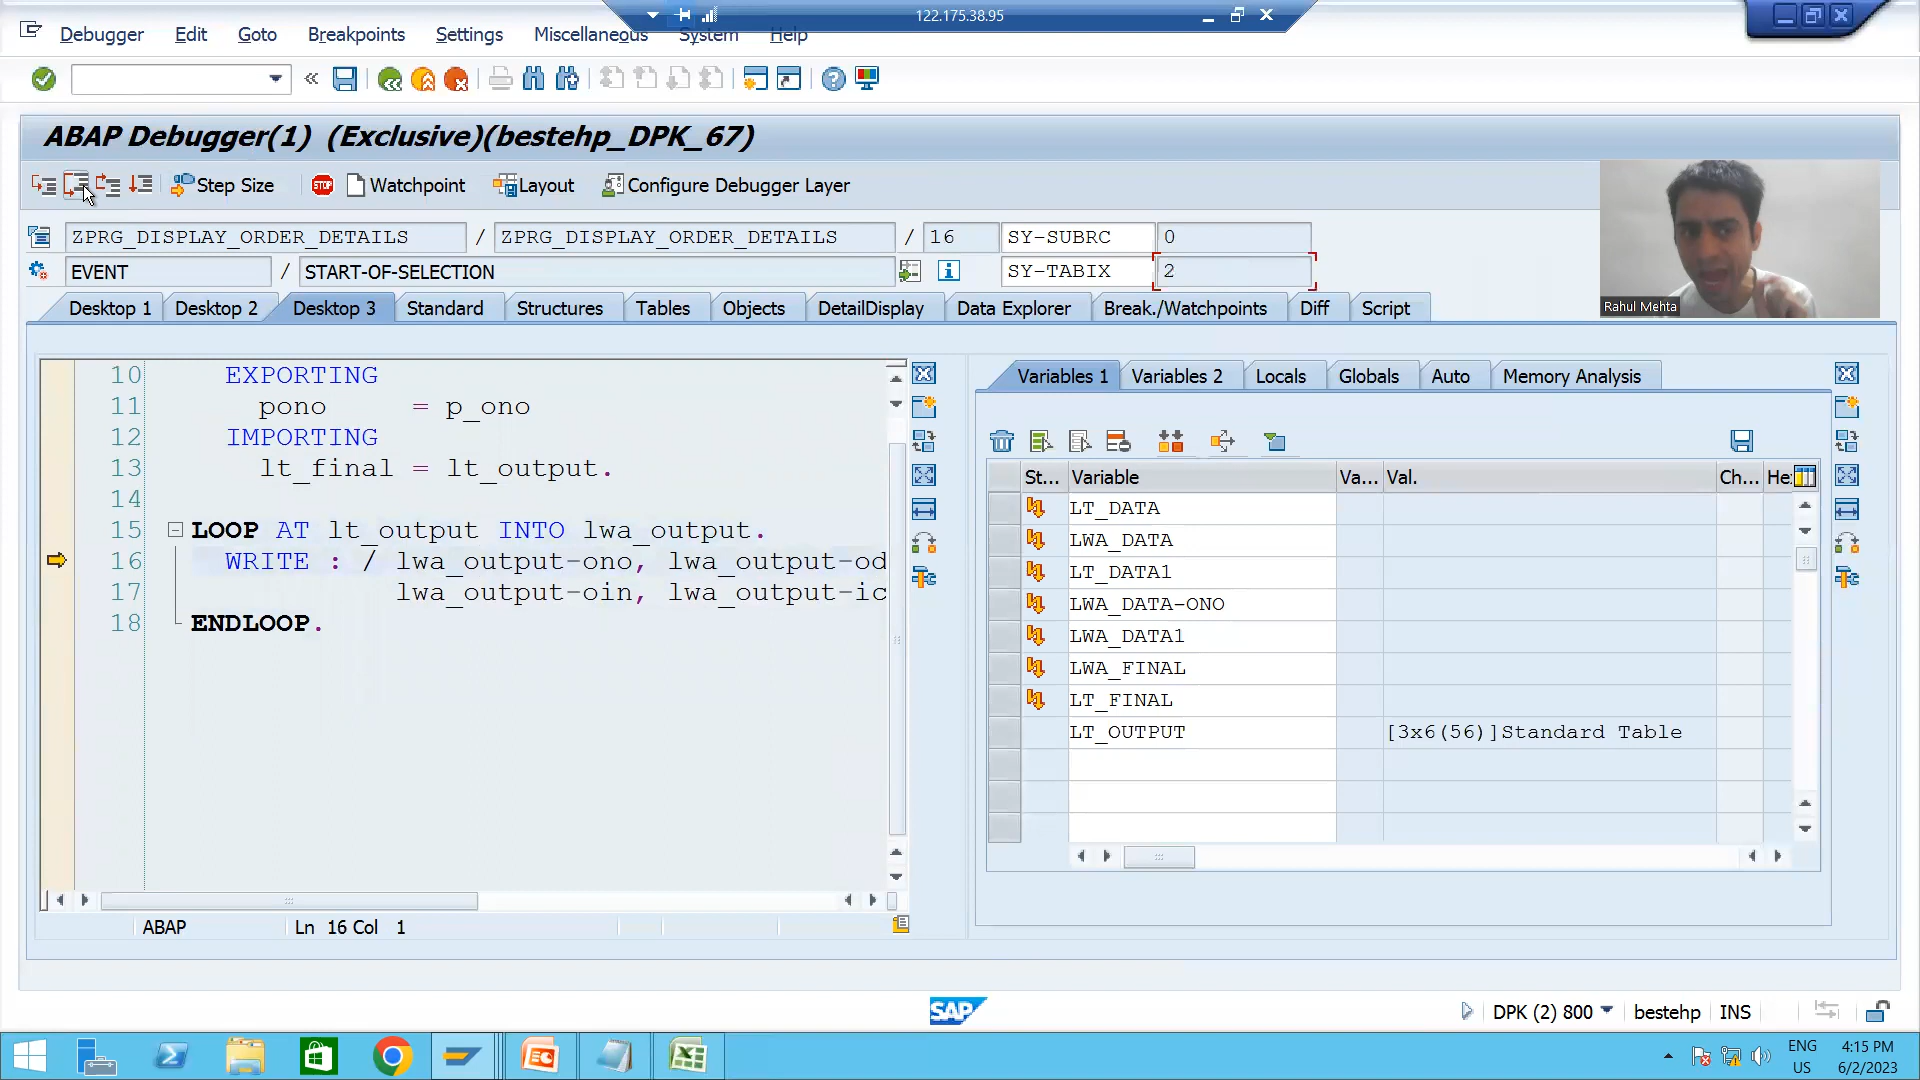 122.175.38.95
Debugger Edit Goto Breakpoints Settings Miscellaneous System Help
ABAP Debugger(1) (Exclusive)(bestehp_DPK_67)
Step Size STOP Watchpoint Layout Configure Debugger Layer
ZPRG_DISPLAY_ORDER_DETAILS / ZPRG_DISPLAY_ORDER_DETAILS / 16 SY-SUBRC 0
EVENT / START-OF-SELECTION SY-TABIX 2
Rahul Mehta
Desktop 1 Desktop 2 Desktop 3 Standard Structures Tables Objects DetailDisplay Data Explorer Break./Watchpoints Diff Script
10 EXPORTING
11 pono = p_ono
12 IMPORTING
13 lt_final = lt_output.
14
15 LOOP AT lt_output INTO lwa_output.
16 WRITE : / lwa_output-ono, lwa_output-od
17 lwa_output-oin, lwa_output-ic
18 ENDLOOP.
ABAP Ln 16 Col 1
Variables 1 Variables 2 Locals Globals Auto Memory Analysis
St... Variable Va... Val. Ch... He
LT_DATA
LWA_DATA
LT_DATA1
LWA_DATA-ONO
LWA_DATA1
LWA_FINAL
LT_FINAL
LT_OUTPUT [3x6(56)]Standard Table
SAP DPK (2) 800 bestehp INS
ENG
US
4:15 PM
6/2/2023